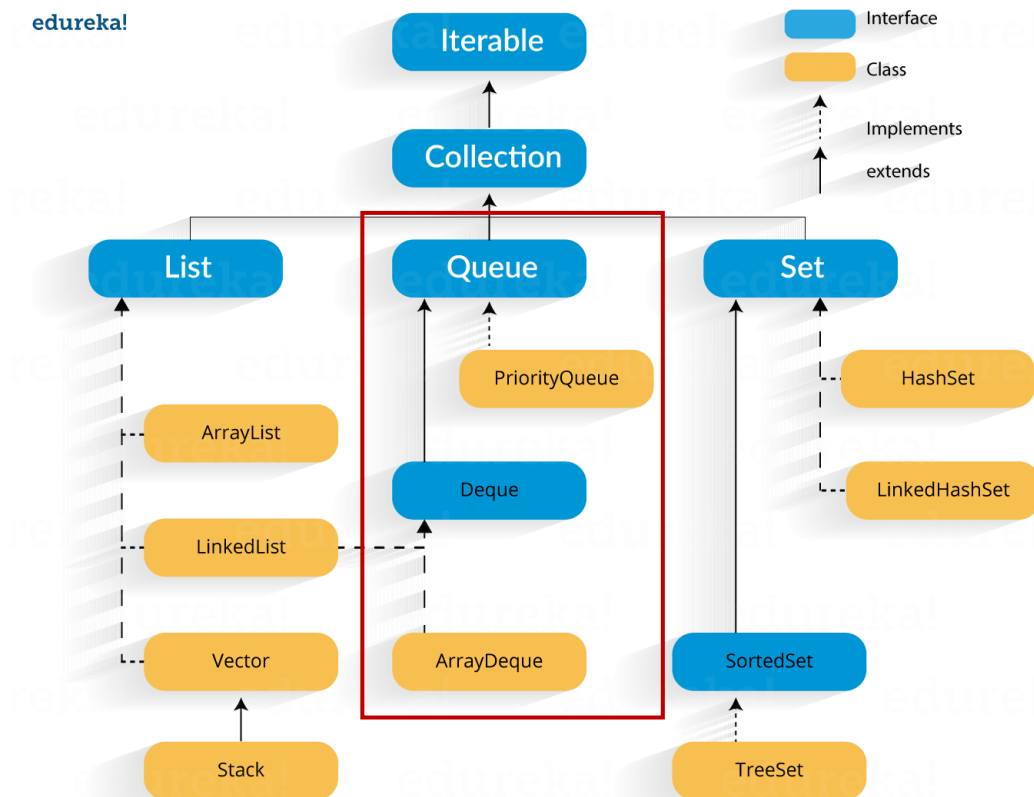 edureka!
Iterable
Interface
Class
Collection
Implements
extends
List
Queue
Set
PriorityQueue
HashSet
ArrayList
Deque
LinkedHashSet
LinkedList
Vector
ArrayDeque
SortedSet
Stack
TreeSet